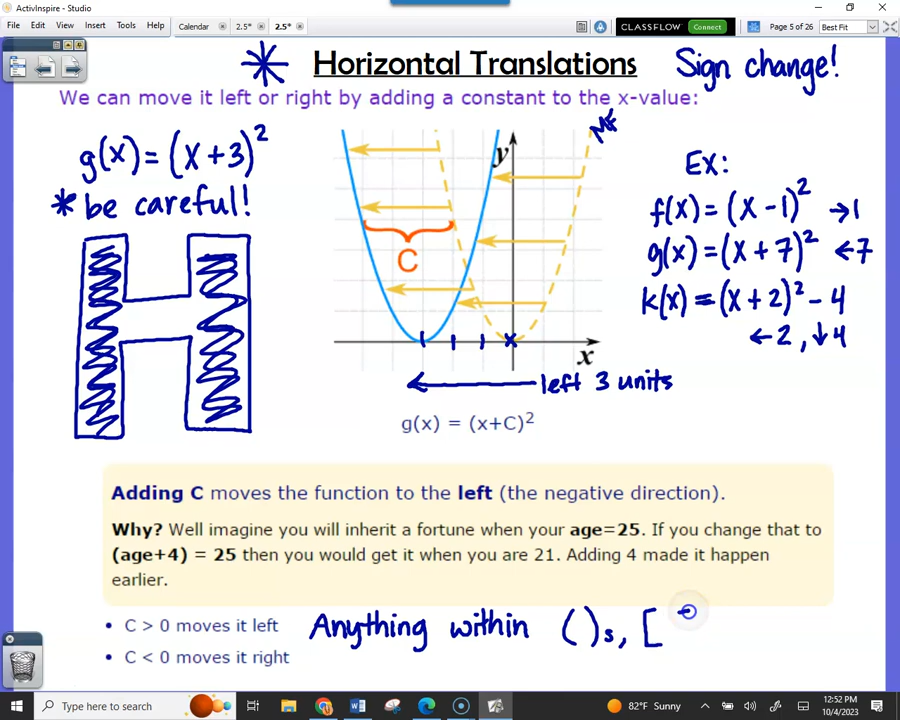 ActivInspire - Studio
File Edit View Insert Tools Help Calendar 2.5* 2.5* CLASSFLOW Connect Page 5 of 26 Best Fit
* Horizontal Translations Sign change!
We can move it left or right by adding a constant to the x-value:
g(x) = (x+3)²
* be careful!
H
y
C
x
left 3 units
g(x) = (x+C)²
EX:
f(x) = (x-1)² →1
g(x) = (x+7)² ←7
k(x) = (x+2)² - 4
←2, ↓4
Adding C moves the function to the left (the negative direction).
Why? Well imagine you will inherit a fortune when your age=25. If you change that to
(age+4) = 25 then you would get it when you are 21. Adding 4 made it happen
earlier.
• C > 0 moves it left
• C < 0 moves it right
Anything within ( )s, [
Type here to search
82°F Sunny
12:52 PM
10/4/2023